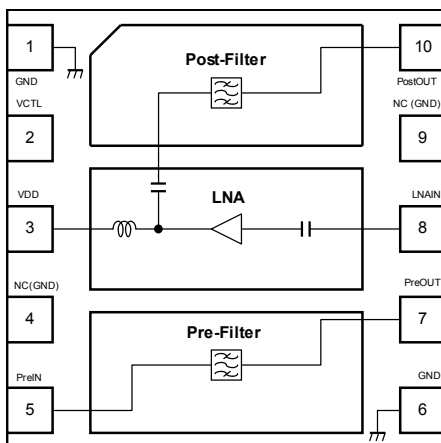 1
GND
Post-Filter
10
PostOUT
VCTL
2
NC (GND)
9
VDD
3
LNA
LNAIN
8
NC(GND)
4
PreOUT
7
Pre-Filter
PreIN
5
GND
6